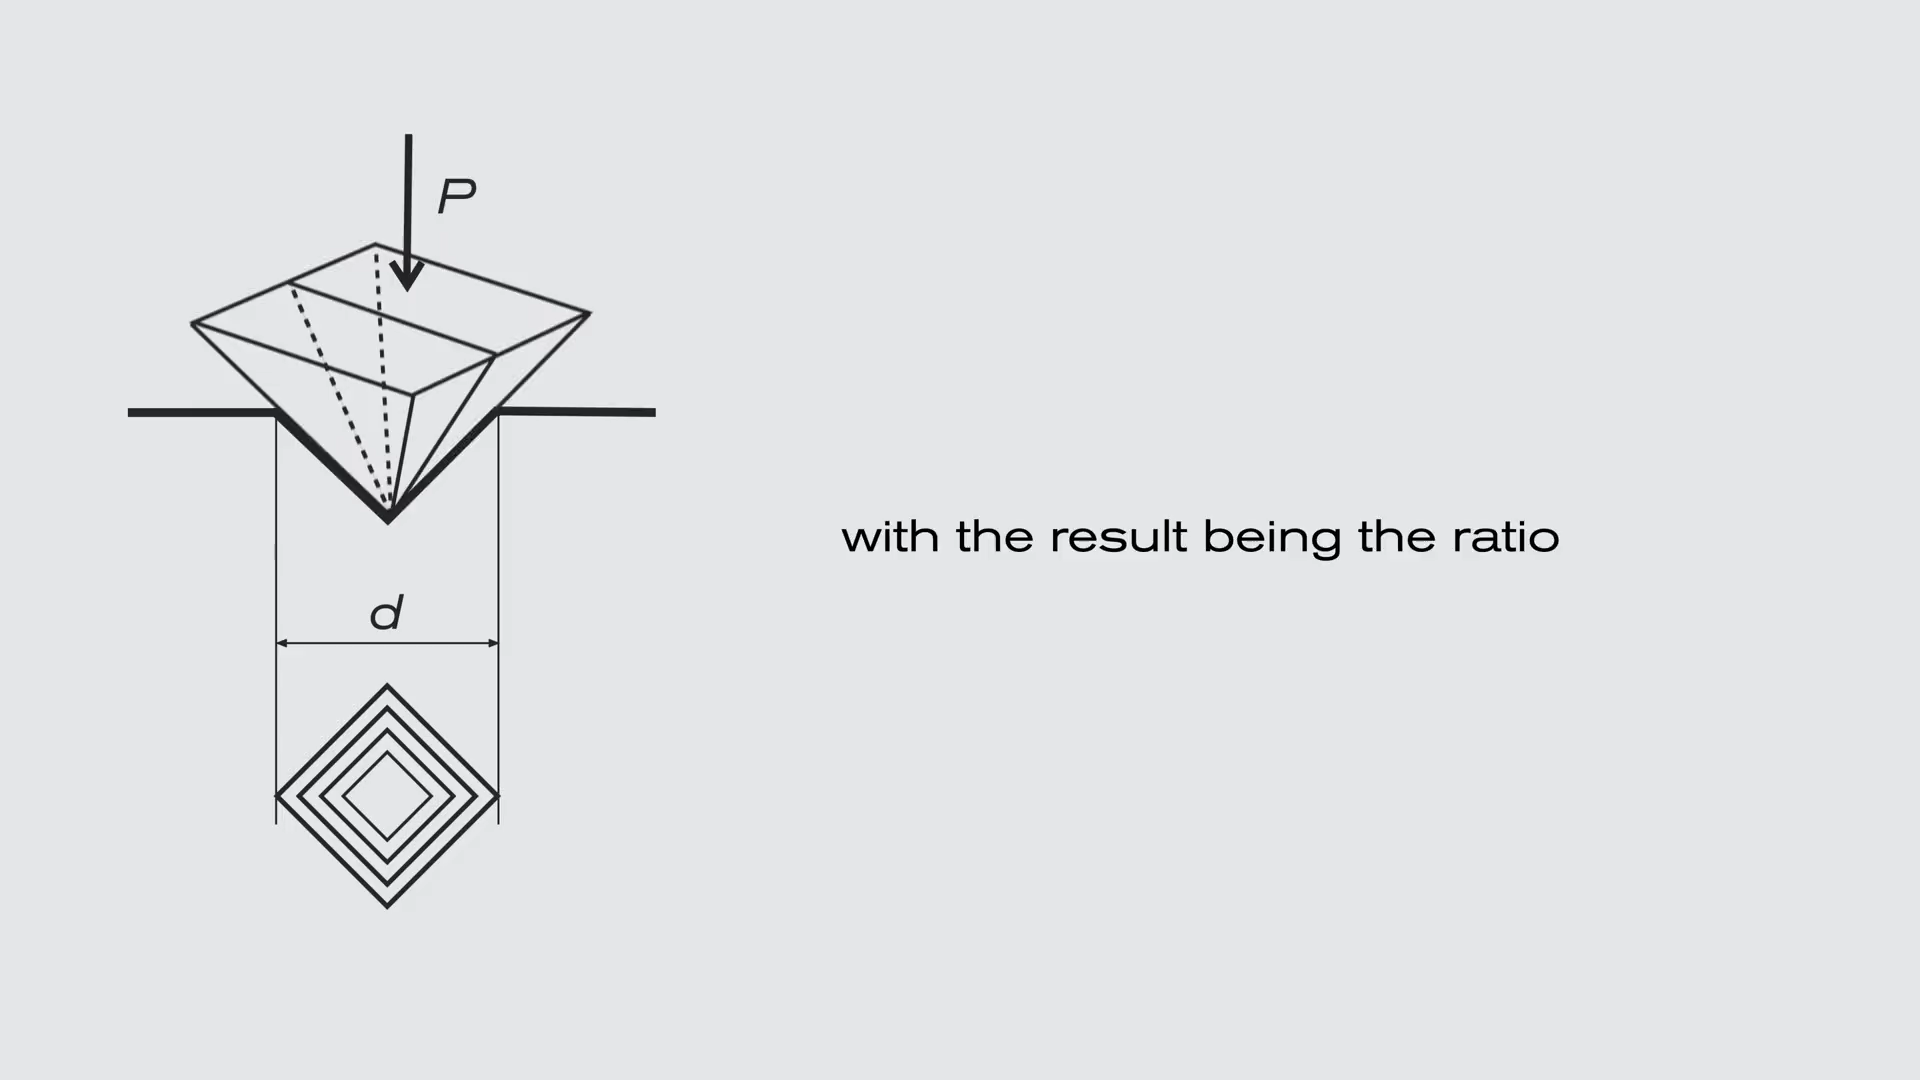 P
with the result being the ratio
d